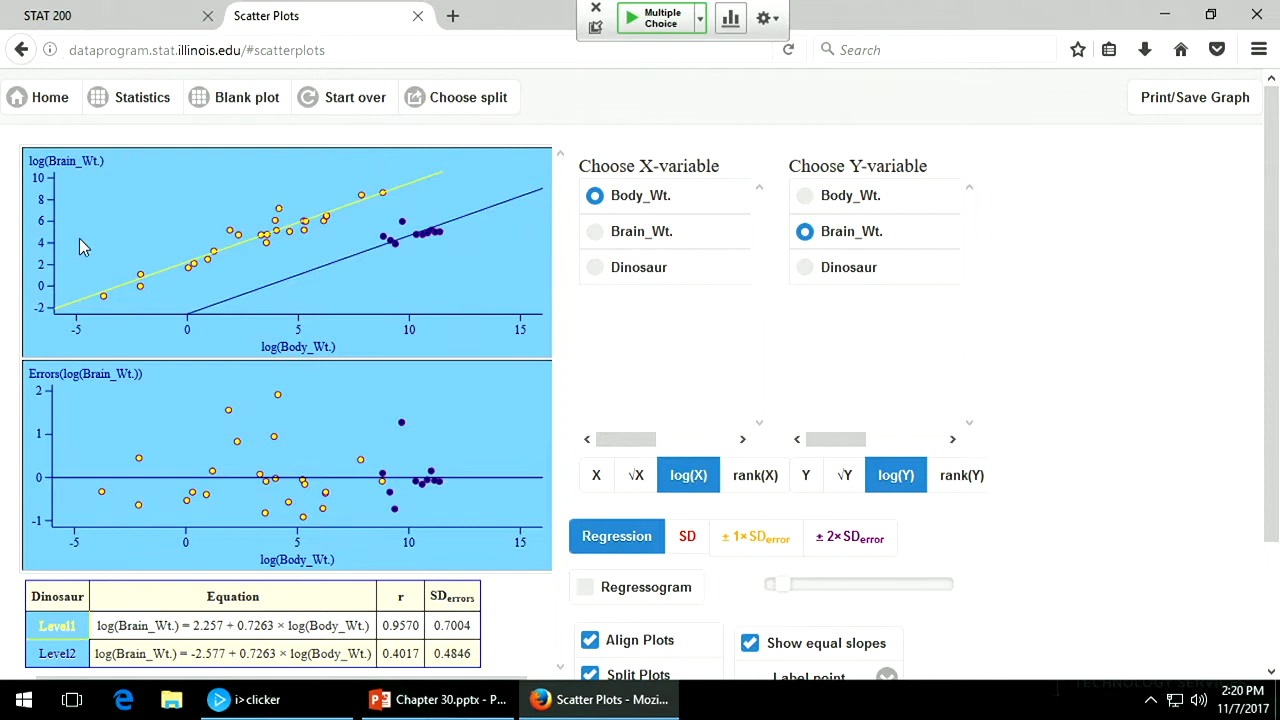 STAT 200
Scatter Plots
Multiple Choice
dataprogram.stat.illinois.edu/#scatterplots
Search
Home
Statistics
Blank plot
Start over
Choose split
Print/Save Graph
log(Brain_Wt.)
10
8
6
4
2
0
-2
-5
0
5
10
15
log(Body_Wt.)
Errors(log(Brain_Wt.))
2
1
0
-1
-5
0
5
10
15
log(Body_Wt.)
Dinosaur Equation r SDerrors
Level1 log(Brain_Wt.) = 2.257 + 0.7263 × log(Body_Wt.) 0.9570 0.7004
Level2 log(Brain_Wt.) = -2.577 + 0.7263 × log(Body_Wt.) 0.4017 0.4846
Choose X-variable
Body_Wt.
Brain_Wt.
Dinosaur
Choose Y-variable
Body_Wt.
Brain_Wt.
Dinosaur
X √X log(X) rank(X) Y √Y log(Y) rank(Y)
Regression SD ± 1× SDerror ± 2× SDerror
Regressogram
Align Plots
Show equal slopes
Split Plots
Label point
TECHNOLOGY SERVICES
i>clicker
Chapter 30.pptx - P...
Scatter Plots - Mozi...
2:20 PM
11/7/2017